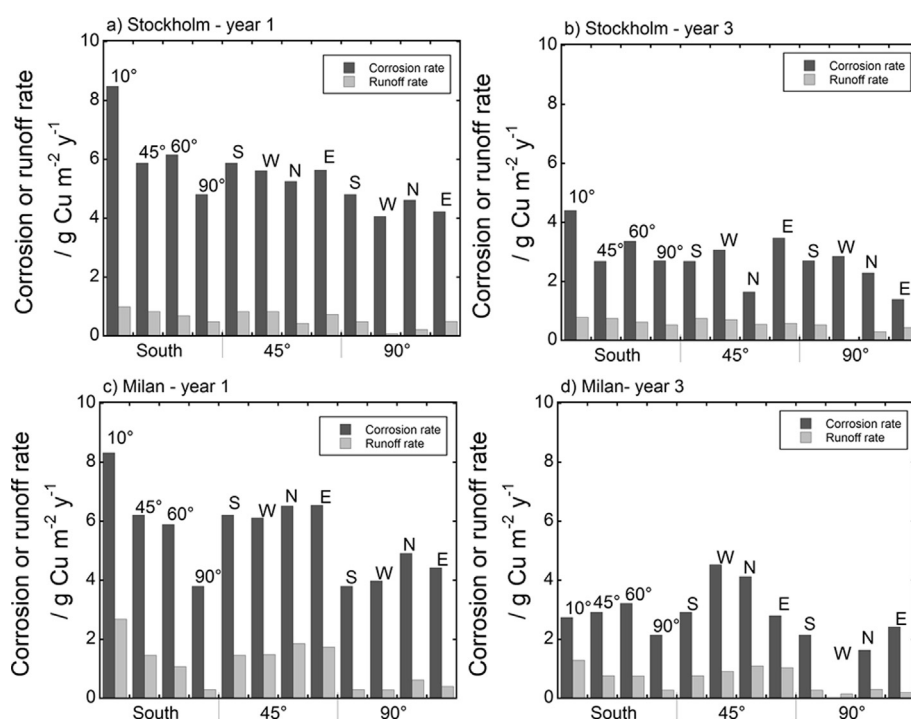 a) Stockholm - year 1
Corrosion or runoff rate
/ g Cu m⁻² y⁻¹
10
8
6
4
2
0
Corrosion rate
Runoff rate
10°
45°
60°
90°
S
W
N
E
S
W
N
E
South
45°
90°
b) Stockholm - year 3
Corrosion or runoff rate
/ g Cu m⁻² y⁻¹
10
8
6
4
2
0
Corrosion rate
Runoff rate
10°
45°
60°
90°
S
W
N
E
S
W
N
E
South
45°
90°
c) Milan - year 1
Corrosion or runoff rate
/ g Cu m⁻² y⁻¹
10
8
6
4
2
0
Corrosion rate
Runoff rate
10°
45°
60°
90°
S
W
N
E
S
W
N
E
South
45°
90°
d) Milan- year 3
Corrosion or runoff rate
/ g Cu m⁻² y⁻¹
10
8
6
4
2
0
Corrosion rate
Runoff rate
10°
45°
60°
90°
S
W
N
E
S
W
N
E
South
45°
90°